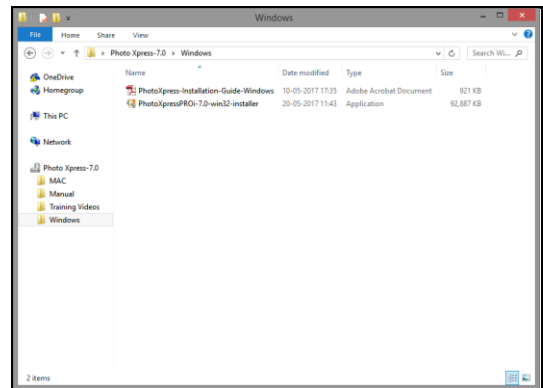 Windows
File Home Share View
Photo Xpress-7.0 Windows Search Wi...
Name Date modified Type Size
OneDrive
Homegroup
This PC
Network
Photo Xpress-7.0
MAC
Manual
Training Videos
Windows
PhotoXpress-Installation-Guide-Windows 10-05-2017 17:35 Adobe Acrobat Document 921 KB
PhotoXpressPROi-7.0-win32-installer 20-05-2017 11:43 Application 92,887 KB
2 items